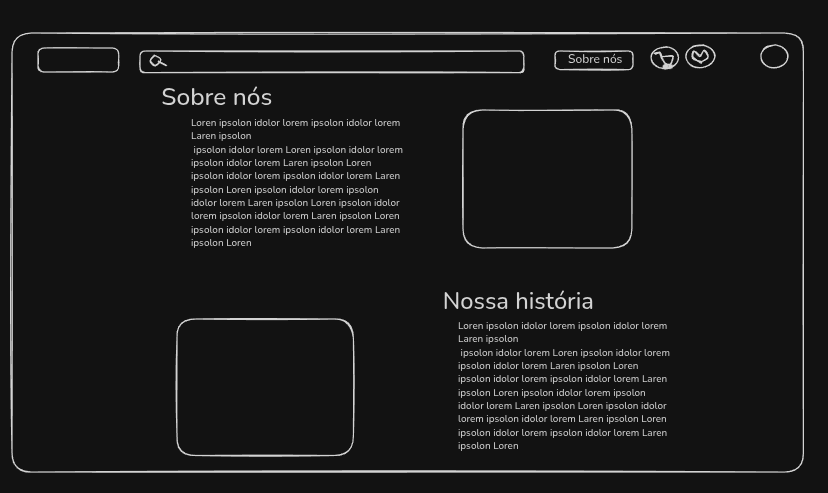 Sobre nós
Sobre nós
Loren ipsolon idolor lorem ipsolon idolor lorem
Laren ipsolon
ipsolon idolor lorem Loren ipsolon idolor lorem
ipsolon idolor lorem Laren ipsolon Loren
ipsolon idolor lorem ipsolon idolor lorem Laren
ipsolon Loren ipsolon idolor lorem ipsolon
idolor lorem Laren ipsolon Loren ipsolon idolor
lorem ipsolon idolor lorem Laren ipsolon Loren
ipsolon idolor lorem ipsolon idolor lorem Laren
ipsolon Loren
Nossa história
Loren ipsolon idolor lorem ipsolon idolor lorem
Laren ipsolon
ipsolon idolor lorem Loren ipsolon idolor lorem
ipsolon idolor lorem Laren ipsolon Loren
ipsolon idolor lorem ipsolon idolor lorem Laren
ipsolon Loren ipsolon idolor lorem ipsolon
idolor lorem Laren ipsolon Loren ipsolon idolor
lorem ipsolon idolor lorem Laren ipsolon Loren
ipsolon idolor lorem ipsolon idolor lorem Laren
ipsolon Loren